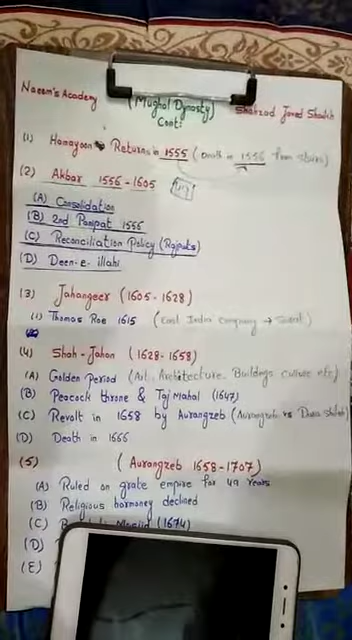 Naeem's Academy
(Mughal Dynasty)
Shahzad Javed Shaikh
Cont:
(1) Honayoon Returns in 1555 (Death in 1556 from stairs)
(2) Akbar 1556-1605
(A) Consolidation
(B) 2nd Panipat 1556
(C) Reconciliation Policy (Rajputs)
(D) Deen-e-illahi
(3) Jahangeer (1605-1628)
(i) Thomas Roe 1615 (East India company → Surat)
(4) Shah-Jahan (1628-1658)
(A) Golden Period (Art, Architecture, Buildings culture etc)
(B) Peacock throne & Taj Mahal (1647)
(C) Revolt in 1658 by Aurangzeb (Aurangzeb vs Dara Shikoh
(D) Death in 1666
(5) (Aurangzeb 1658-1707)
(A) Ruled on grate empire for 49 Years
(B) Religious hormoney declined
(C) Masjid (1674)
(D)
(E)